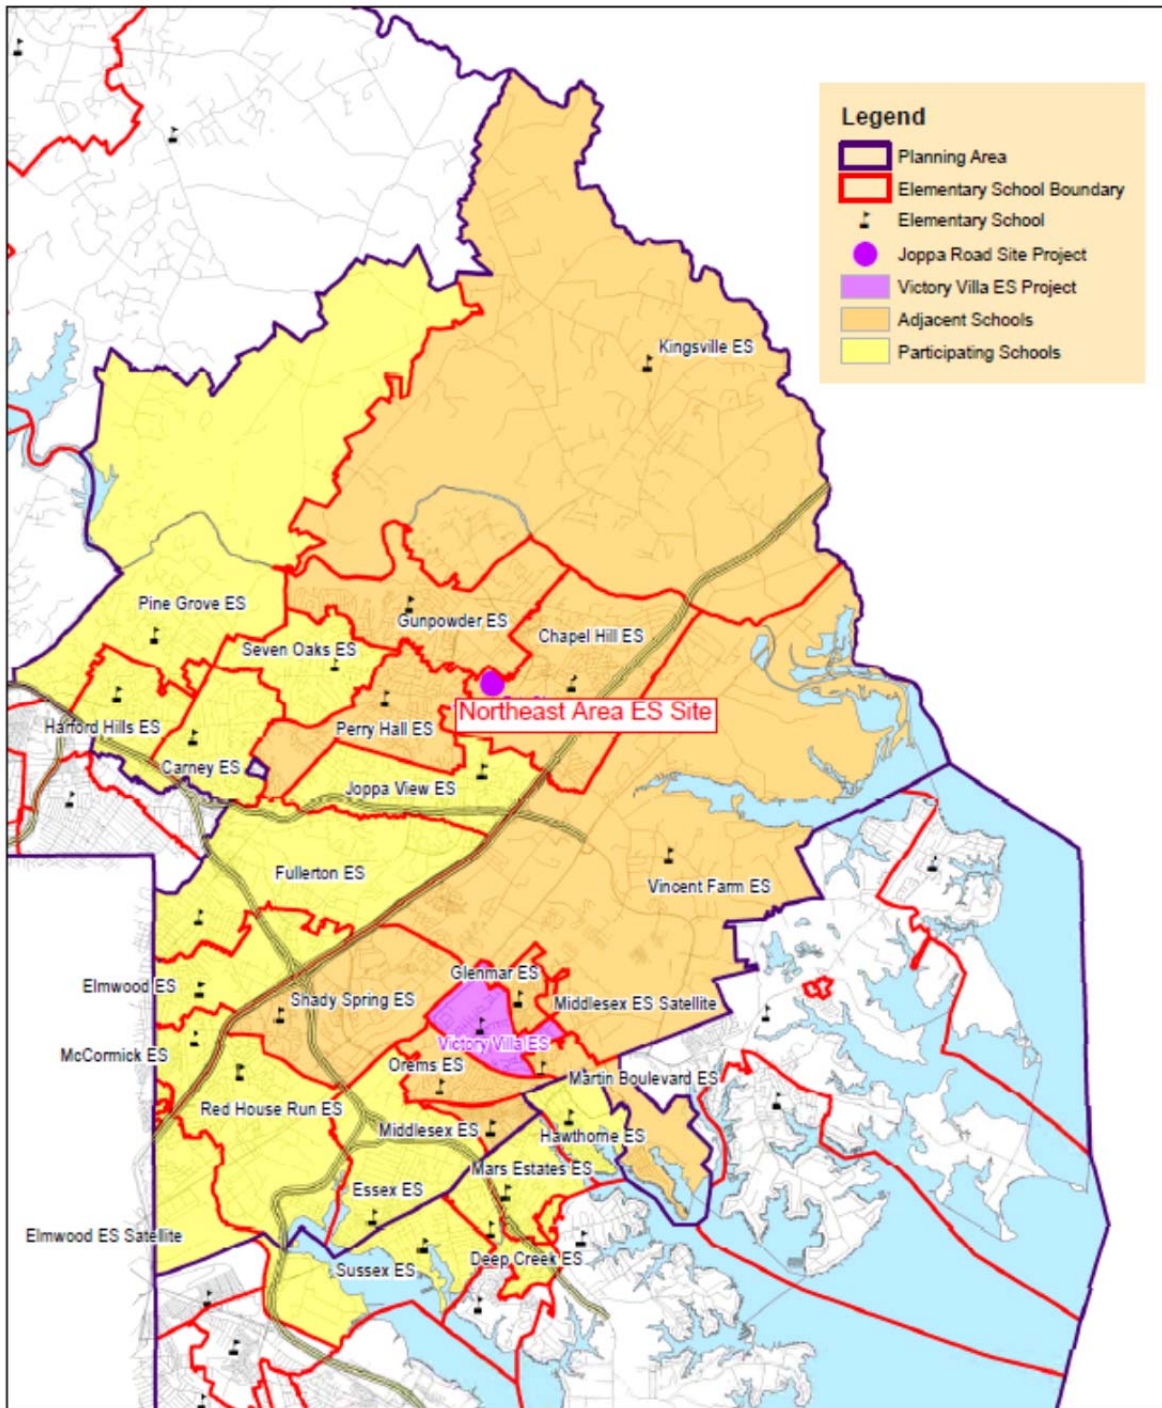 Legend
Planning Area
Elementary School Boundary
Elementary School
Joppa Road Site Project
Victory Villa ES Project
Adjacent Schools
Participating Schools
Kingsville ES
Pine Grove ES
Gunpowder ES
Chapel Hill ES
Seven Oaks ES
Northeast Area ES Site
Harford Hills ES
Perry Hall ES
Carney ES
Joppa View ES
Fullerton ES
Vincent Farm ES
Glenmar ES
Elmwood ES
Shady Spring ES
Middlesex ES Satellite
Victory Villa ES
McCormick ES
Orems ES
Martin Boulevard ES
Red House Run ES
Middlesex ES
Hawthorne ES
Mars Estates ES
Essex ES
Elmwood ES Satellite
Sussex ES
Deep Creek ES